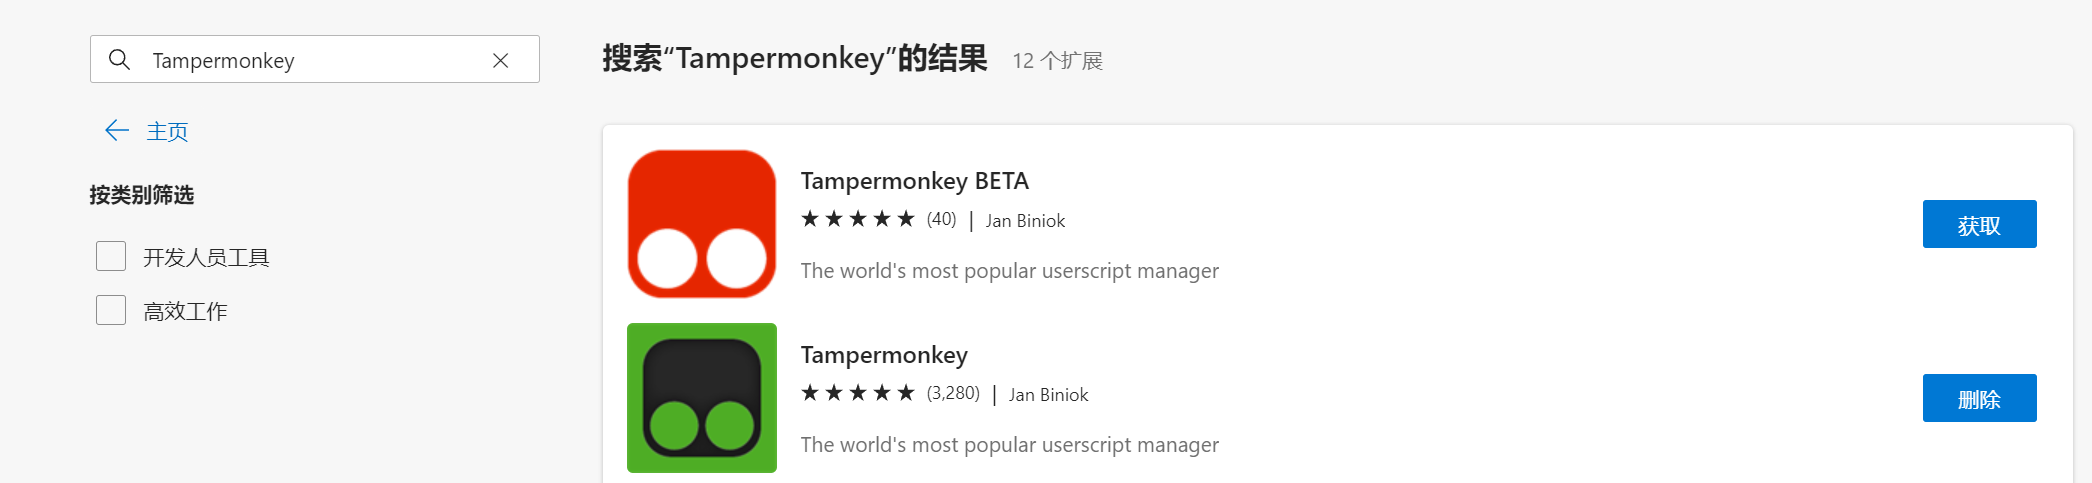 Tampermonkey
主页
按类别筛选
开发人员工具
高效工作
搜索“Tampermonkey”的结果 12 个扩展
Tampermonkey BETA
(40) | Jan Biniok
The world's most popular userscript manager
获取
Tampermonkey
(3,280) | Jan Biniok
The world's most popular userscript manager
删除